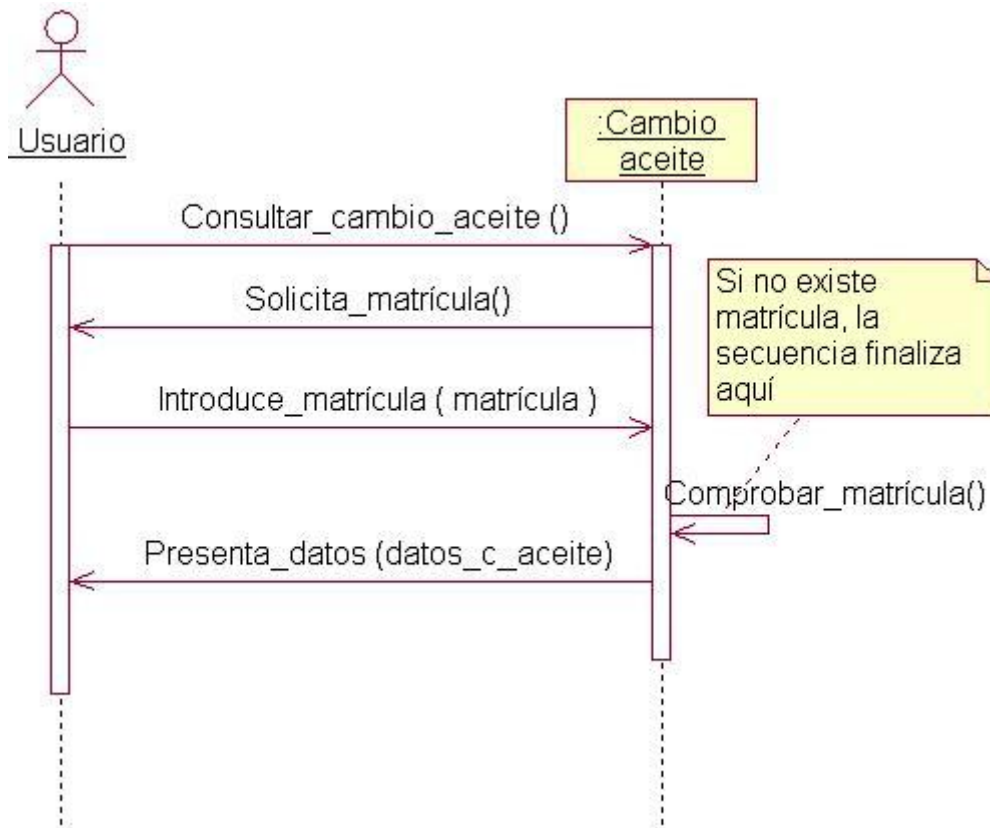 Usuario
:Cambio
aceite
Consultar_cambio_aceite ()
Solicita_matrícula()
Si no existe
matrícula, la
secuencia finaliza
aquí
Introduce_matrícula ( matrícula )
Comprobar_matrícula()
Presenta_datos (datos_c_aceite)